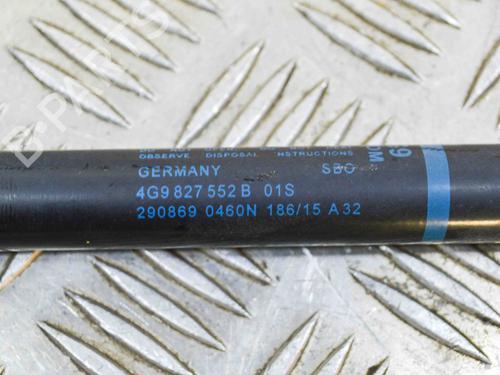 OBSERVE DISPOSAL INSTRUCTIONS
GERMANY SBO
4G9 827 552 B 01S
290869 0460N 186/15 A32